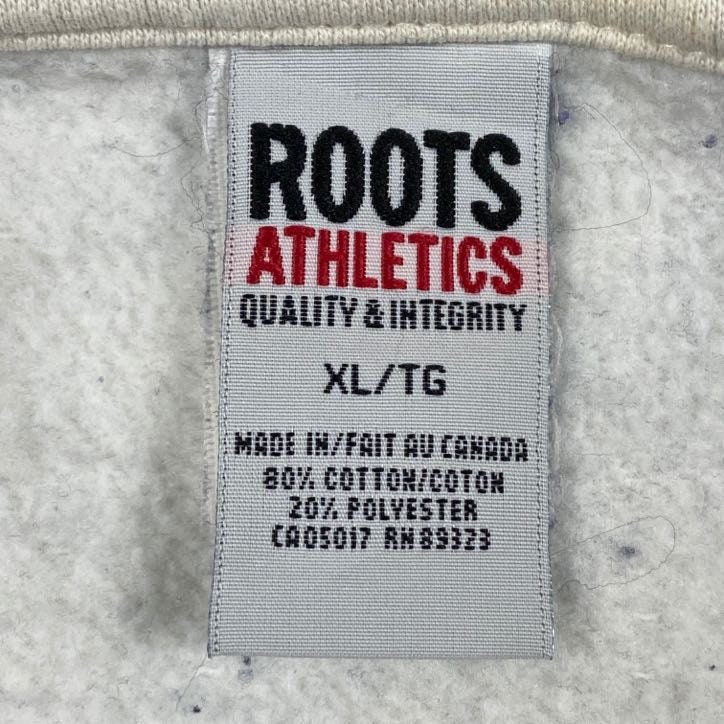 ROOTS
ATHLETICS
QUALITY & INTEGRITY
XL/TG
MADE IN/FAIT AU CANADA
80% COTTON/COTON
20% POLYESTER
CA05017 RN 89323